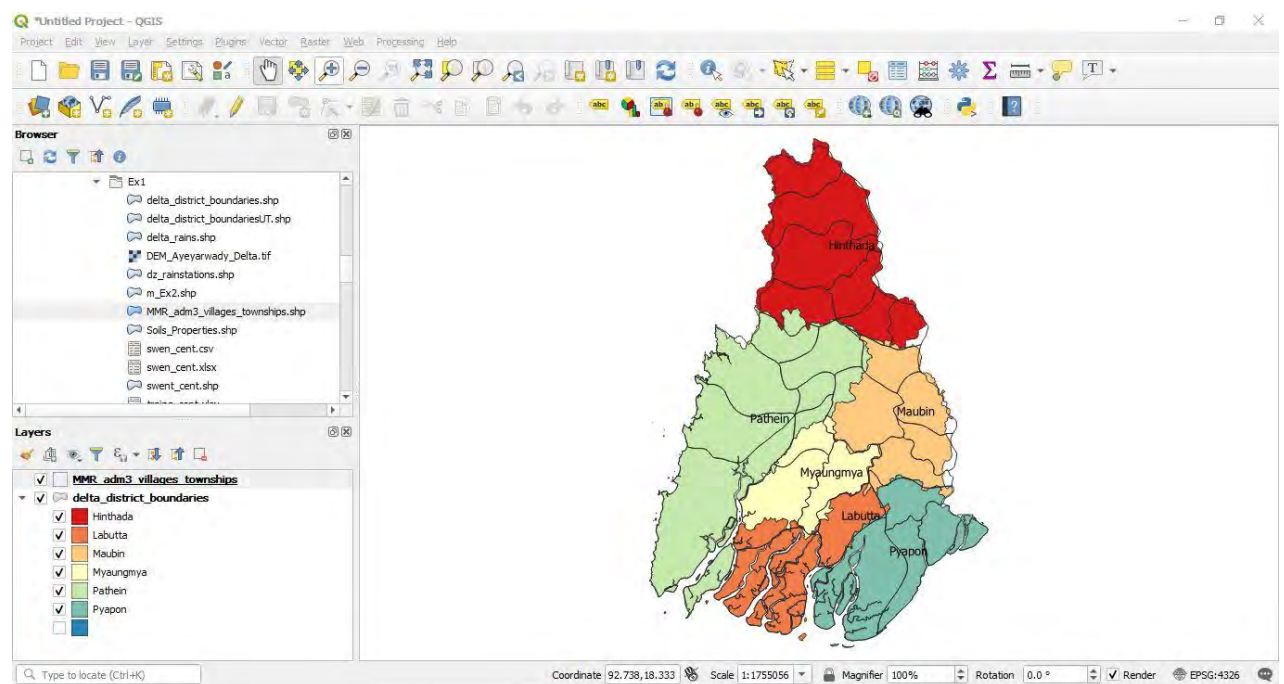 *Untitled Project - QGIS
Project Edit View Layer Settings Plugins Vector Raster Web Processing Help
Browser
Ex1
delta_district_boundaries.shp
delta_district_boundariesUT.shp
delta_rains.shp
DEM_Ayeyarwady_Delta.tif
dz_rainstations.shp
m_Ex2.shp
MMR_adm3_villages_townships.shp
Soils_Properties.shp
swen_cent.csv
swen_cent.xlsx
swent_cent.shp
Layers
MMR_adm3_villages_townships
delta_district_boundaries
Hinthada
Labutta
Maubin
Myaungmya
Pathein
Pyapon
Hinthada
Maubin
Pathein
Myaungmya
Labutta
Pyapon
Type to locate (Ctrl+K)
Coordinate 92.738,18.333 Scale 1:1755056 Magnifier 100% Rotation 0.0 ° Render EPSG:4326